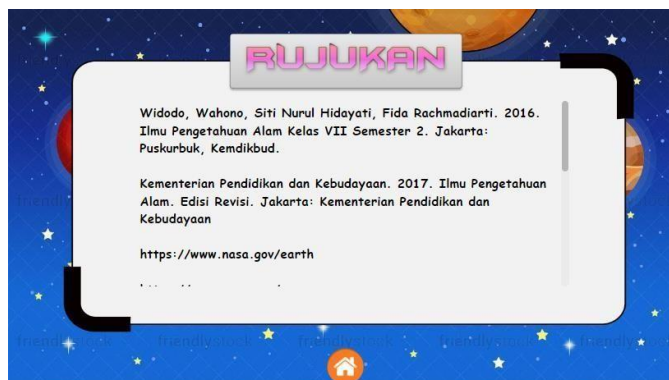 RUJUKAN
Widodo, Wahono, Siti Nurul Hidayati, Fida Rachmadiarti. 2016.
Ilmu Pengetahuan Alam Kelas VII Semester 2. Jakarta:
Puskurbuk, Kemdikbud.
Kementerian Pendidikan dan Kebudayaan. 2017. Ilmu Pengetahuan
Alam. Edisi Revisi. Jakarta: Kementerian Pendidikan dan
Kebudayaan
https://www.nasa.gov/earth